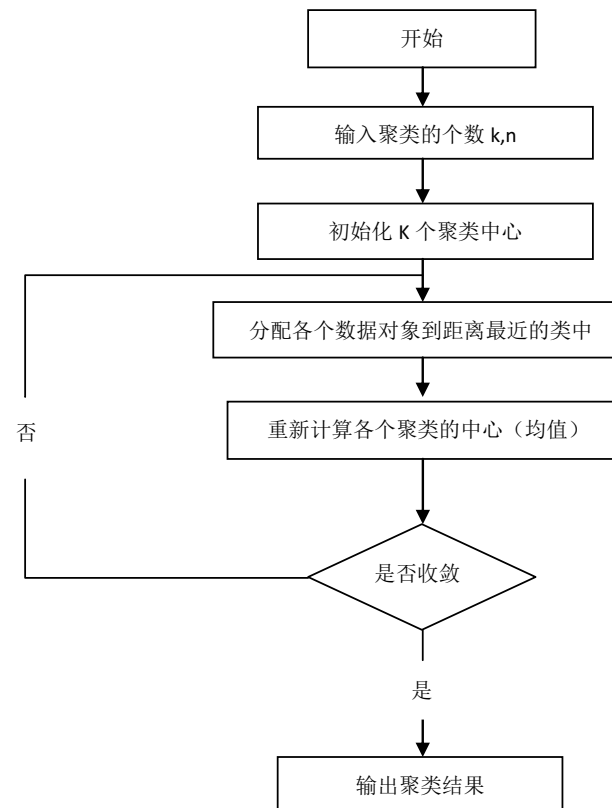 开始
输入聚类的个数 k,n
初始化 K 个聚类中心
分配各个数据对象到距离最近的类中
重新计算各个聚类的中心（均值）
否
是否收敛
是
输出聚类结果